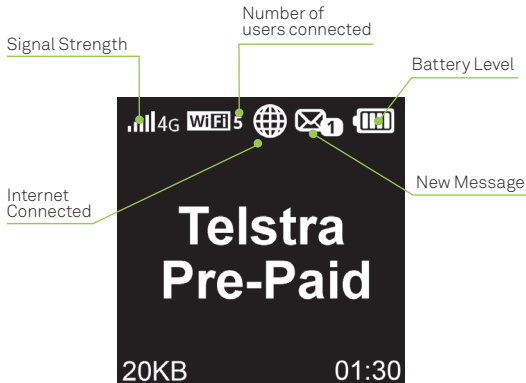 Number of
users connected
Signal Strength
Battery Level
4G WiFi 5 1
Internet
Connected
New Message
Telstra
Pre-Paid
20KB 01:30